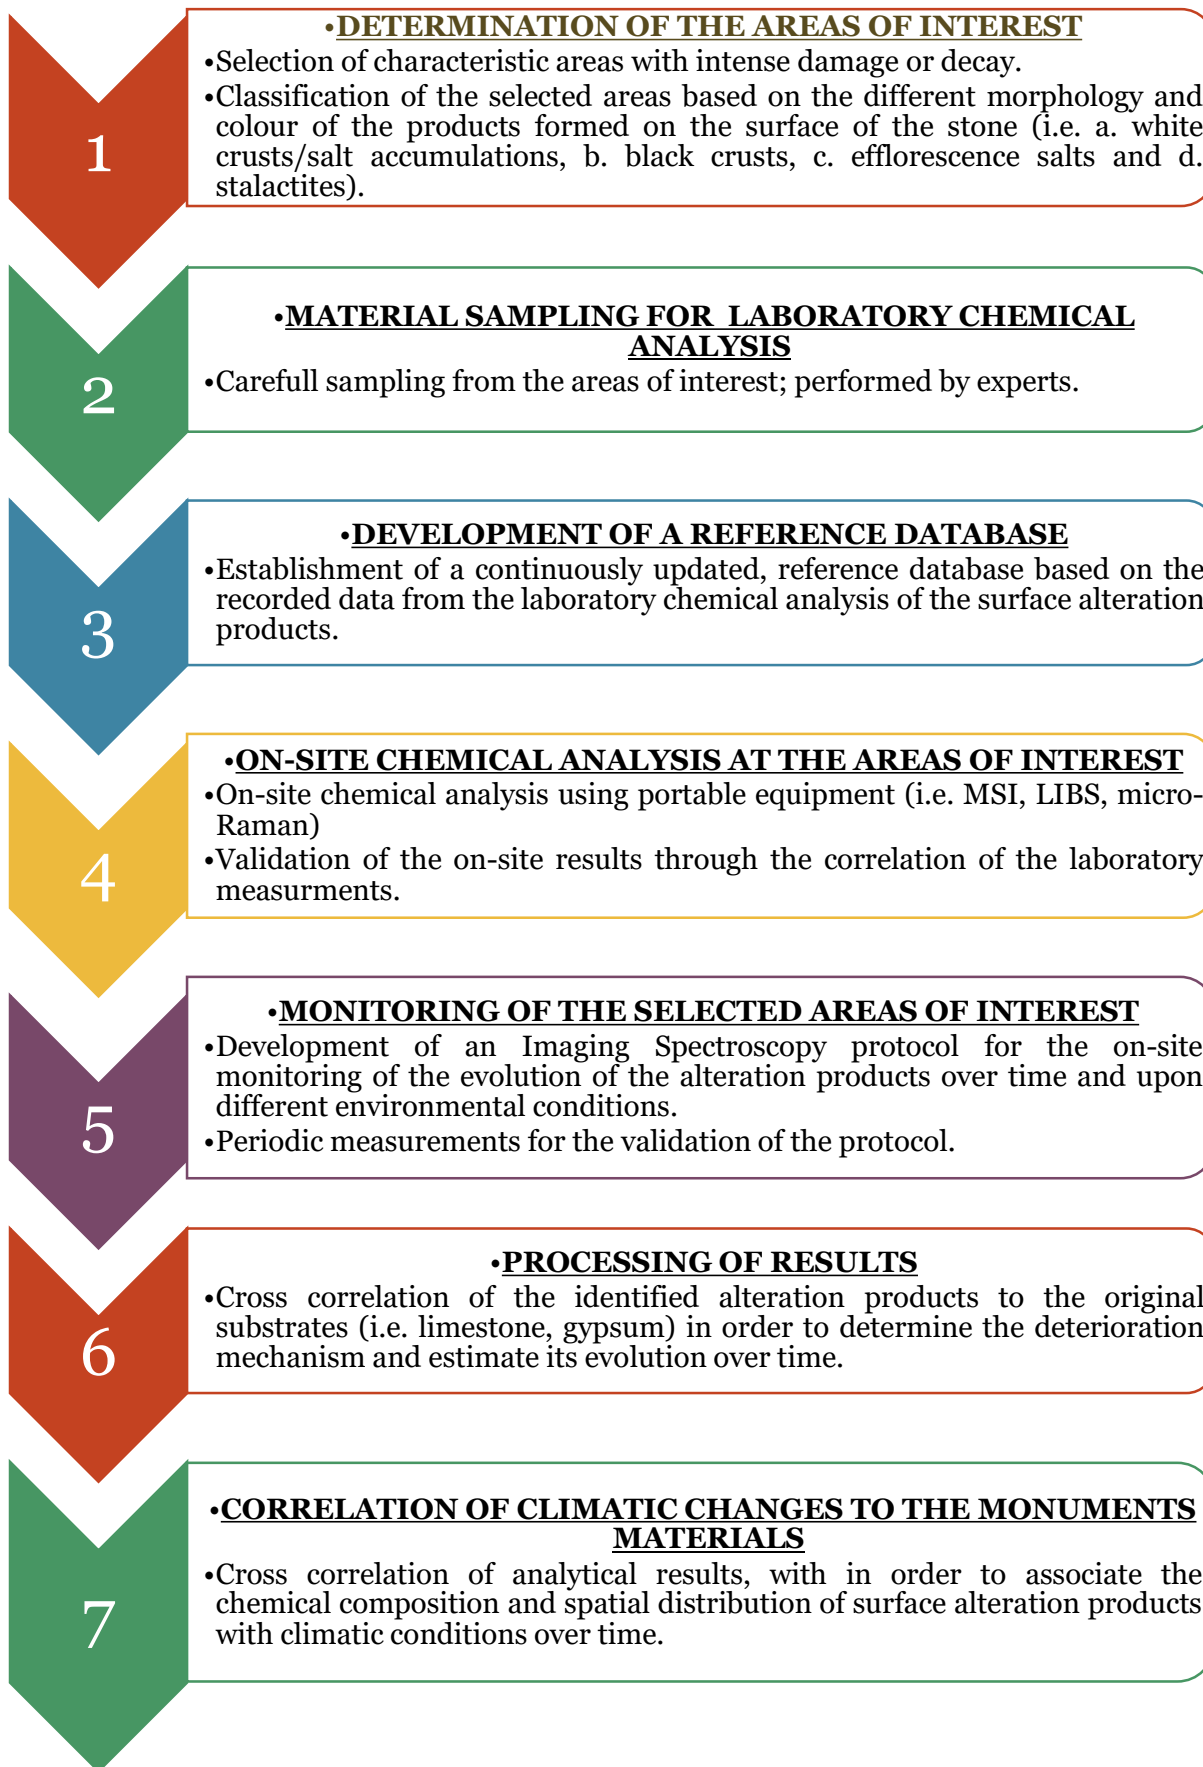 1
•DETERMINATION OF THE AREAS OF INTEREST
•Selection of characteristic areas with intense damage or decay.
•Classification of the selected areas based on the different morphology and
colour of the products formed on the surface of the stone (i.e. a. white
crusts/salt accumulations, b. black crusts, c. efflorescence salts and d.
stalactites).
2
•MATERIAL SAMPLING FOR LABORATORY CHEMICAL
ANALYSIS
•Carefull sampling from the areas of interest; performed by experts.
3
•DEVELOPMENT OF A REFERENCE DATABASE
•Establishment of a continuously updated, reference database based on the
recorded data from the laboratory chemical analysis of the surface alteration
products.
4
•ON-SITE CHEMICAL ANALYSIS AT THE AREAS OF INTEREST
•On-site chemical analysis using portable equipment (i.e. MSI, LIBS, micro-
Raman)
•Validation of the on-site results through the correlation of the laboratory
measurments.
5
•MONITORING OF THE SELECTED AREAS OF INTEREST
•Development of an Imaging Spectroscopy protocol for the on-site
monitoring of the evolution of the alteration products over time and upon
different environmental conditions.
•Periodic measurements for the validation of the protocol.
6
•PROCESSING OF RESULTS
•Cross correlation of the identified alteration products to the original
substrates (i.e. limestone, gypsum) in order to determine the deterioration
mechanism and estimate its evolution over time.
7
•CORRELATION OF CLIMATIC CHANGES TO THE MONUMENTS
MATERIALS
•Cross correlation of analytical results, with in order to associate the
chemical composition and spatial distribution of surface alteration products
with climatic conditions over time.